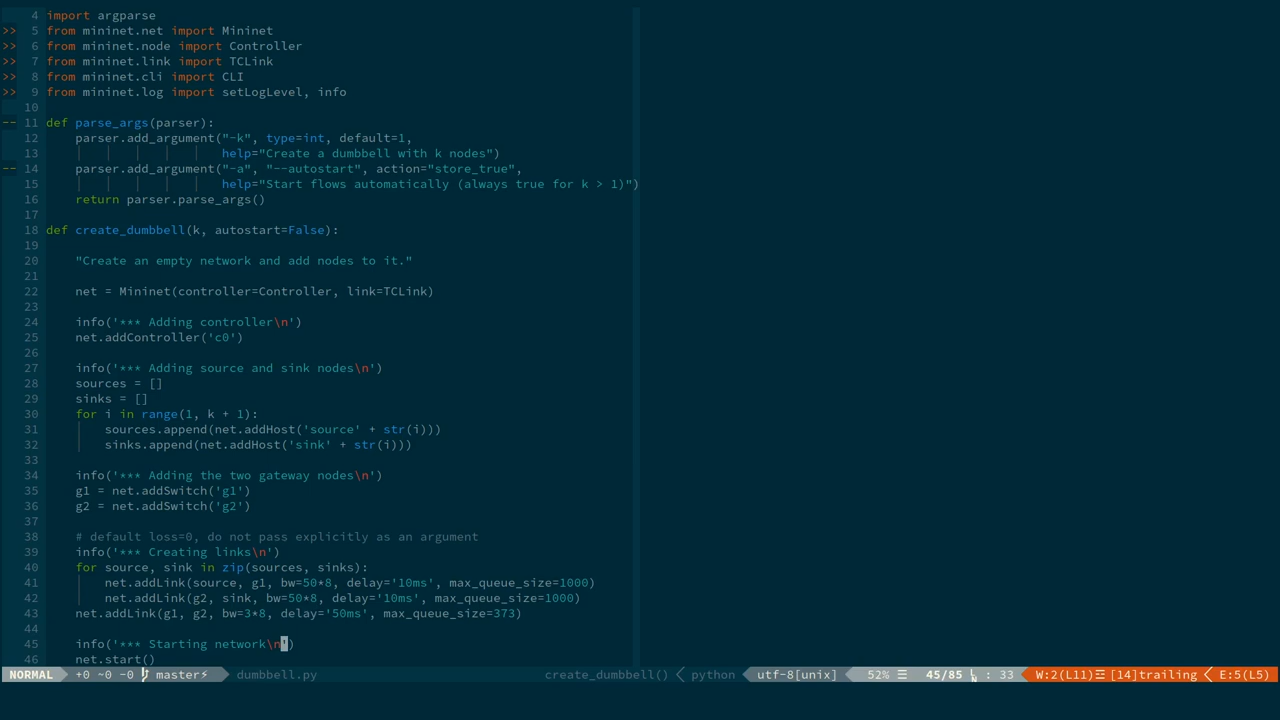 4 import argparse
>> 5 from mininet.net import Mininet
>> 6 from mininet.node import Controller
>> 7 from mininet.link import TCLink
>> 8 from mininet.cli import CLI
>> 9 from mininet.log import setLogLevel, info
10
-- 11 def parse_args(parser):
12     parser.add_argument("-k", type=int, default=1,
13                         help="Create a dumbbell with k nodes")
-- 14     parser.add_argument("-a", "--autostart", action="store_true",
15                         help="Start flows automatically (always true for k > 1)")
16     return parser.parse_args()
17
18 def create_dumbbell(k, autostart=False):
19
20     "Create an empty network and add nodes to it."
21
22     net = Mininet(controller=Controller, link=TCLink)
23
24     info('*** Adding controller\n')
25     net.addController('c0')
26
27     info('*** Adding source and sink nodes\n')
28     sources = []
29     sinks = []
30     for i in range(1, k + 1):
31         sources.append(net.addHost('source' + str(i)))
32         sinks.append(net.addHost('sink' + str(i)))
33
34     info('*** Adding the two gateway nodes\n')
35     g1 = net.addSwitch('g1')
36     g2 = net.addSwitch('g2')
37
38     # default loss=0, do not pass explicitly as an argument
39     info('*** Creating links\n')
40     for source, sink in zip(sources, sinks):
41         net.addLink(source, g1, bw=50*8, delay='10ms', max_queue_size=1000)
42         net.addLink(g2, sink, bw=50*8, delay='10ms', max_queue_size=1000)
43     net.addLink(g1, g2, bw=3*8, delay='50ms', max_queue_size=373)
44
45     info('*** Starting network\n')
46     net.start()
NORMAL +0 ~0 -0 master⚡ dumbbell.py create_dumbbell() python utf-8[unix] 52% ☰ 45/85 : 33 W:2(L11)☲ [14]trailing E:5(L5)